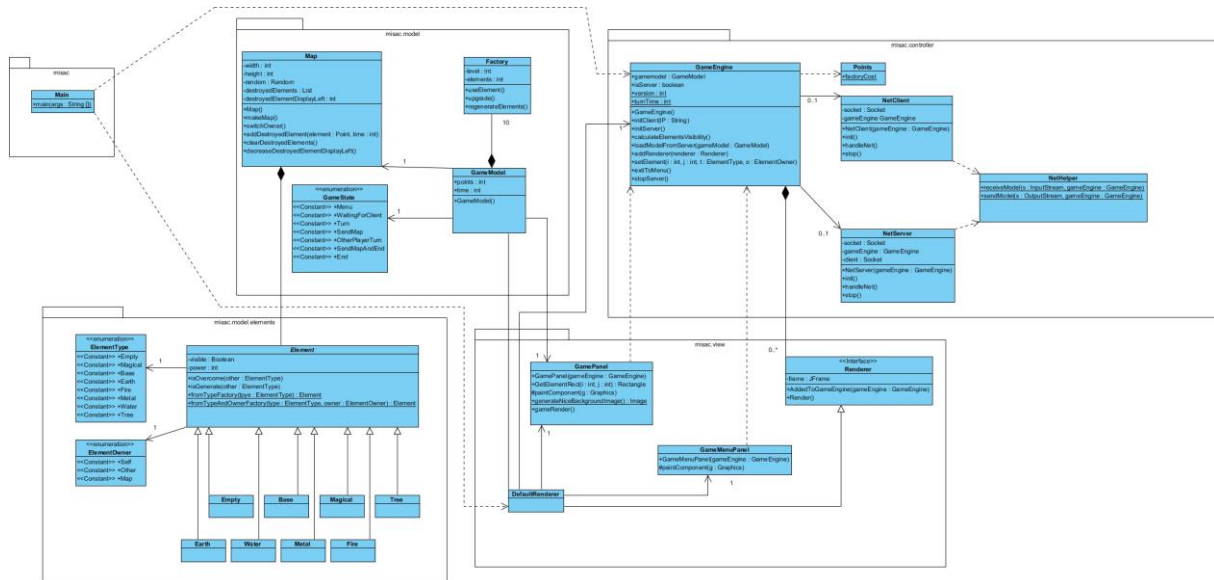 misac
Main
+main(args : String [])
misac.model
Map
-width : int
-height : int
-random : Random
-destroyedElements : List
-destroyedElementDisplayLeft : int
+Map()
+makeMap()
+switchOwner()
+addDestroyedElement(element : Point, time : int)
+clearDestroyedElements()
+decreaseDestroyedElementDisplayLeft()
Factory
-level : int
-elements : int
+useElement()
+upgrade()
+regenerateElements()
10
1
GameModel
+points : int
+time : int
+GameModel()
<<enumeration>>
GameState
<<Constant>> +Menu
<<Constant>> +WaitingForClient
<<Constant>> +Turn
<<Constant>> +SendMap
<<Constant>> +OtherPlayerTurn
<<Constant>> +SendMapAndEnd
<<Constant>> +End
1
misac.controller
GameEngine
+gamemodel : GameModel
+isServer : boolean
+version : int
+turnTime : int
+GameEngine()
+initClient(IP : String)
+initServer()
+calculateElementsVisibility()
+loadModelFromServer(gameModel : GameModel)
+addRenderer(renderer : Renderer)
+setElement(i : int, j : int, t : ElementType, o : ElementOwner)
+exitToMenu()
+stopServer()
1
Points
+factoryCost
0..1
NetClient
-socket : Socket
-gameEngine GameEngine
+NetClient(gameEngine : GameEngine)
+init()
+handleNet()
+stop()
NetHelper
+receiveModel(s : InputStream, gameEngine : GameEngine)
+sendModel(s : OutputStream, gameEngine : GameEngine)
0..1
NetServer
-socket : Socket
-gameEngine : GameEngine
-client : Socket
+NetServer(gameEngine : GameEngine)
+init()
+handleNet()
+stop()
misac.model.elements
<<enumeration>>
ElementType
<<Constant>> +Empty
<<Constant>> +Magical
<<Constant>> +Base
<<Constant>> +Earth
<<Constant>> +Fire
<<Constant>> +Metal
<<Constant>> +Water
<<Constant>> +Tree
1
<<enumeration>>
ElementOwner
<<Constant>> +Self
<<Constant>> +Other
<<Constant>> +Map
1
Element
-visible : Boolean
-power : int
+isOvercome(other : ElementType)
+isGenerate(other : ElementType)
+fromTypeFactory(tpye : ElementType) : Element
+fromTypeAndOwnerFactory(type : ElementType, owner : ElementOwner) : Element
Empty
Base
Magical
Tree
Earth
Water
Metal
Fire
misac.view
1
GamePanel
+GamePanel(gameEngine : GameEngine)
+GetElementRect(i : int, j : int) : Rectangle
#paintComponent(g : Graphics)
+generateNiceBackgroundImage() : Image
+gameRender()
1
0..*
<<Interface>>
Renderer
-frame : JFrame
+AddedToGameEngine(gameEngine : GameEngine)
+Render()
GameMenuPanel
+GameMenuPanel(gameEngine : GameEngine)
#paintComponent(g : Graphics)
1
DefaultRenderer